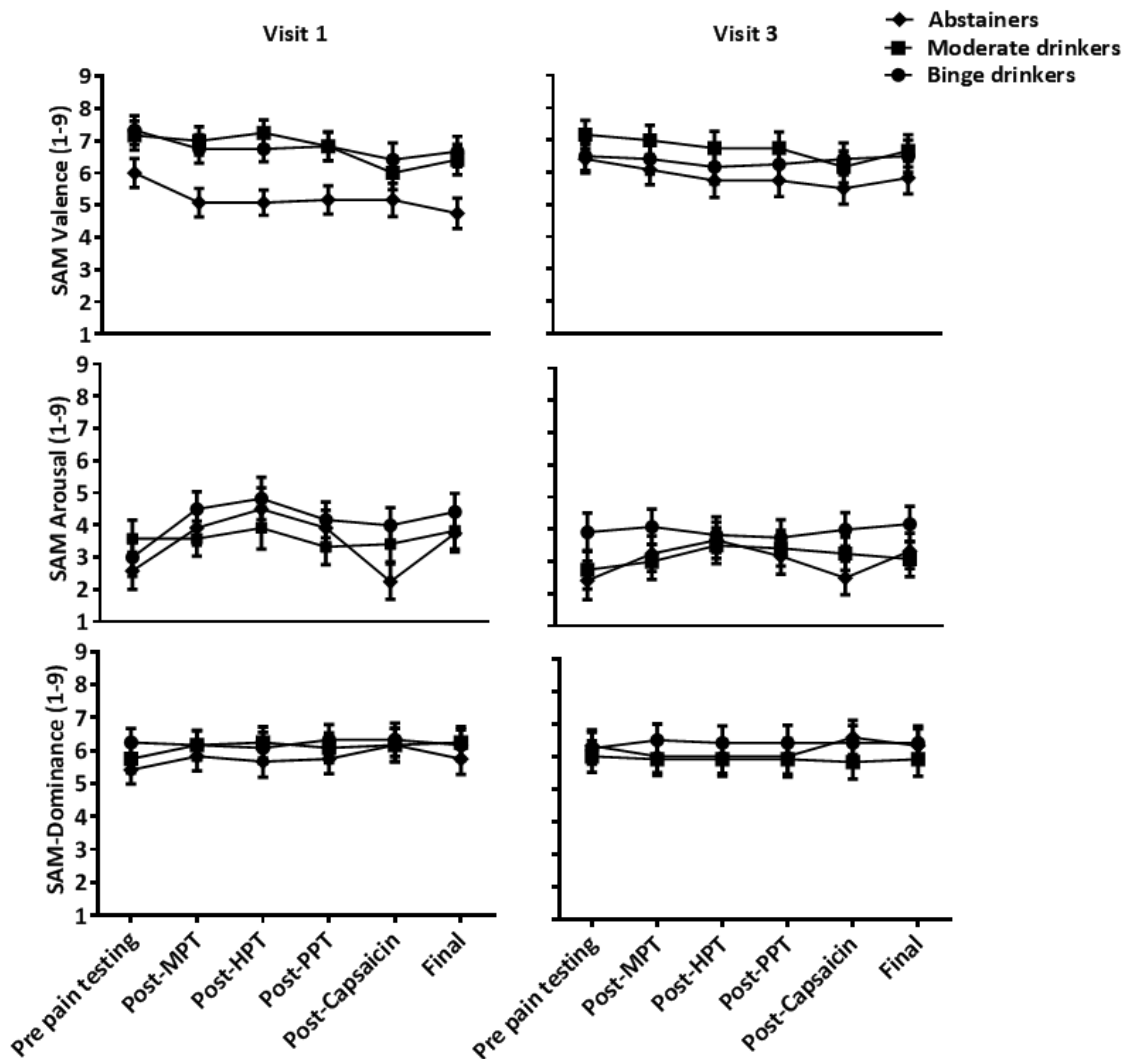 Visit 1
Visit 3
Abstainers
Moderate drinkers
Binge drinkers
SAM Valence (1-9)
9
8
7
6
5
4
3
2
1
SAM Arousal (1-9)
9
8
7
6
5
4
3
2
1
SAM-Dominance (1-9)
9
8
7
6
5
4
3
2
1
Pre pain testing
Post-MPT
Post-HPT
Post-PPT
Post-Capsaicin
Final
Pre pain testing
Post-MPT
Post-HPT
Post-PPT
Post-Capsaicin
Final